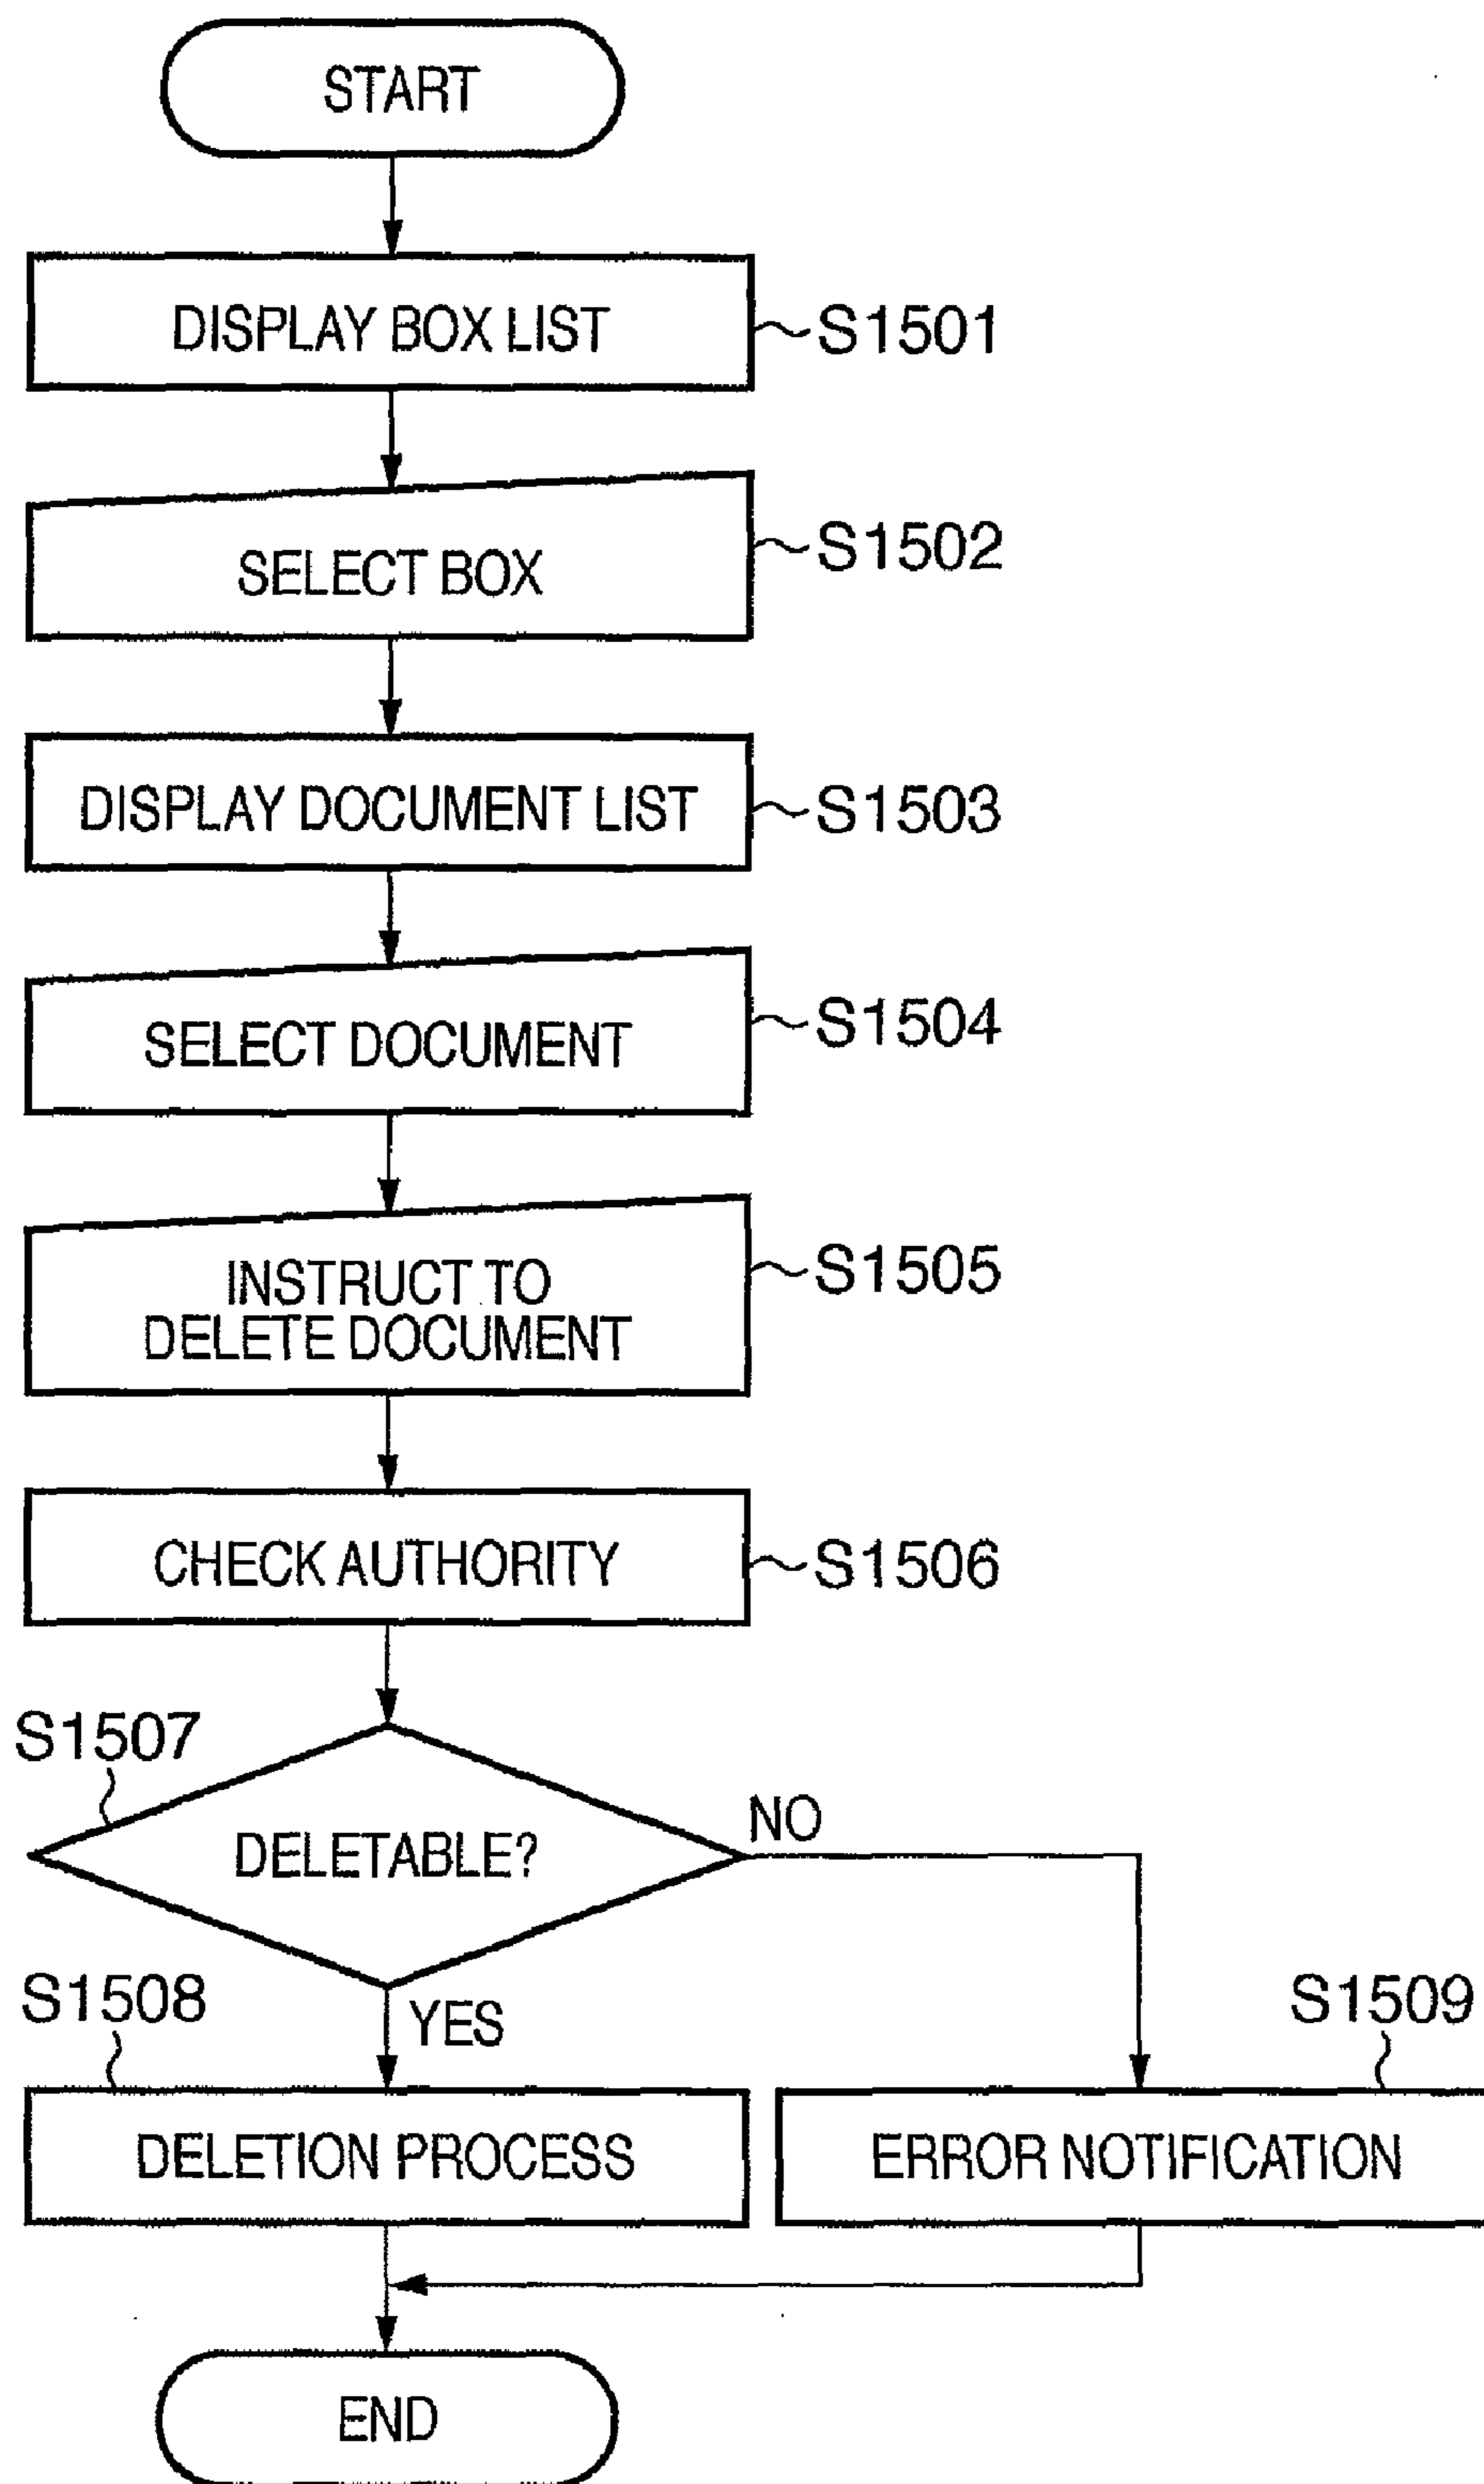 START
DISPLAY BOX LIST
S1501
SELECT BOX
S1502
DISPLAY DOCUMENT LIST
S1503
SELECT DOCUMENT
S1504
INSTRUCT TO
DELETE DOCUMENT
S1505
CHECK AUTHORITY
S1506
S1507
DELETABLE?
NO
YES
S1508
DELETION PROCESS
S1509
ERROR NOTIFICATION
END